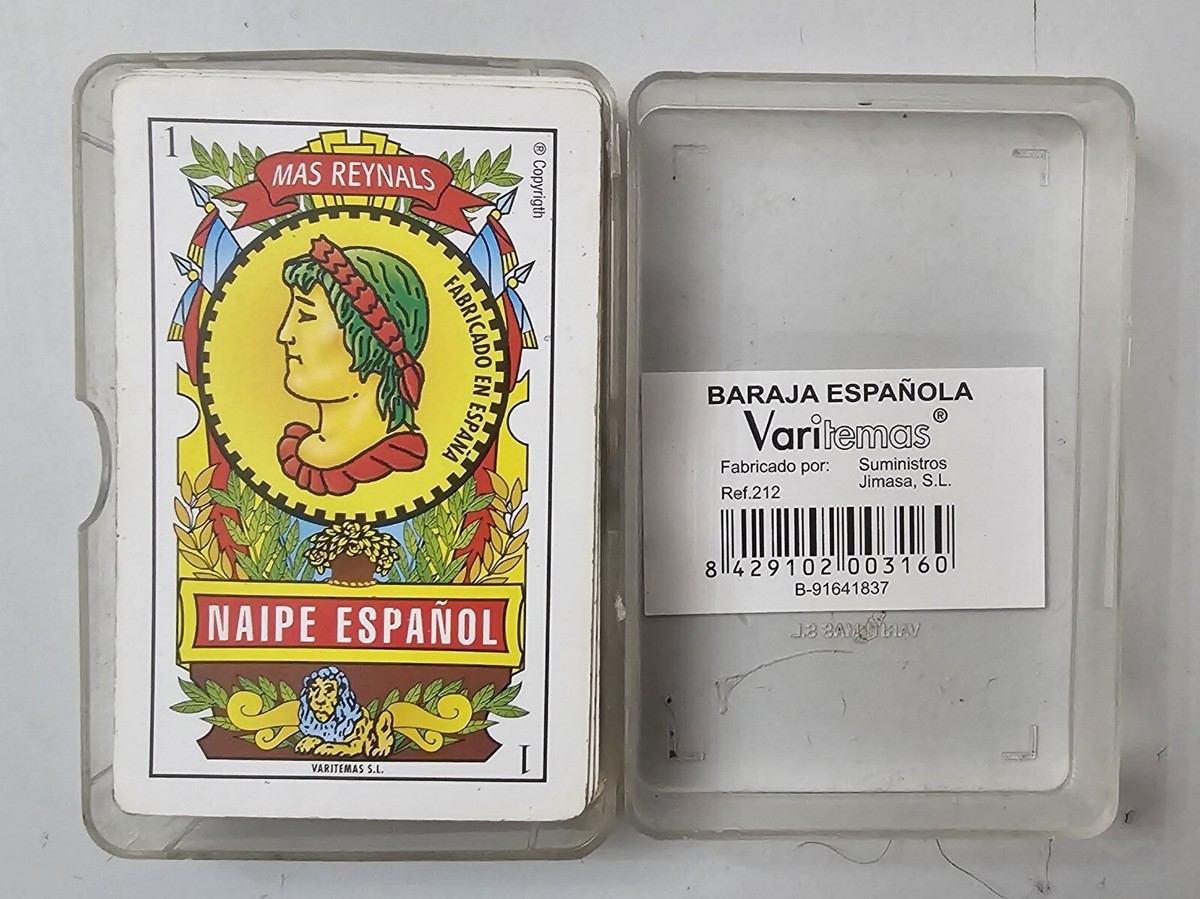 1
MAS REYNALS
® Copyrigth
FABRICADO EN ESPAÑA
NAIPE ESPAÑOL
VARITEMAS S.L.
1
BARAJA ESPAÑOLA
Varitemas®
Fabricado por: Suministros
Jimasa, S.L.
Ref.212
8 429102 003160
B-91641837
VARITEMAS S.L.